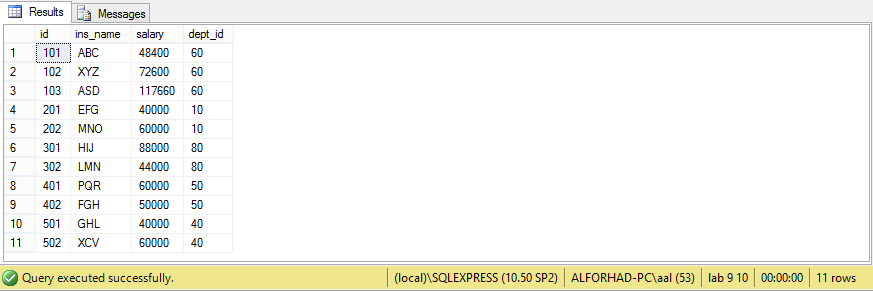 Results Messages
id ins_name salary dept_id
1 101 ABC 48400 60
2 102 XYZ 72600 60
3 103 ASD 117660 60
4 201 EFG 40000 10
5 202 MNO 60000 10
6 301 HIJ 88000 80
7 302 LMN 44000 80
8 401 PQR 60000 50
9 402 FGH 50000 50
10 501 GHL 40000 40
11 502 XCV 60000 40
Query executed successfully. (local)\SQLEXPRESS (10.50 SP2) ALFORHAD-PC\aal (53) lab 9 10 00:00:00 11 rows